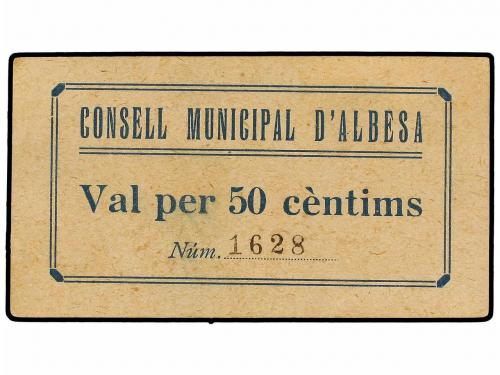 CONSELL MUNICIPAL D'ALBESA
Val per 50 cèntims
Núm. 1628